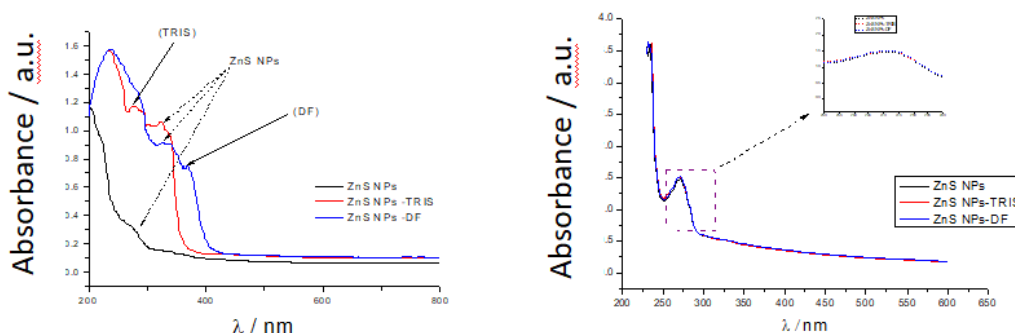 Absorbance / a.u.
1.6
1.4
1.2
1.0
0.8
0.6
0.4
0.2
0.0
200
400
600
800
λ / nm
(TRIS)
ZnS NPs
(DF)
ZnS NPs
ZnS NPs -TRIS
ZnS NPs -DF
Absorbance / a.u.
.0
.5
.0
.5
.0
.5
.0
.5
.0
200
250
300
350
400
450
500
550
600
650
λ / nm
ZnS NPs
ZnS NPs-TRIS
ZnS NPs-DF